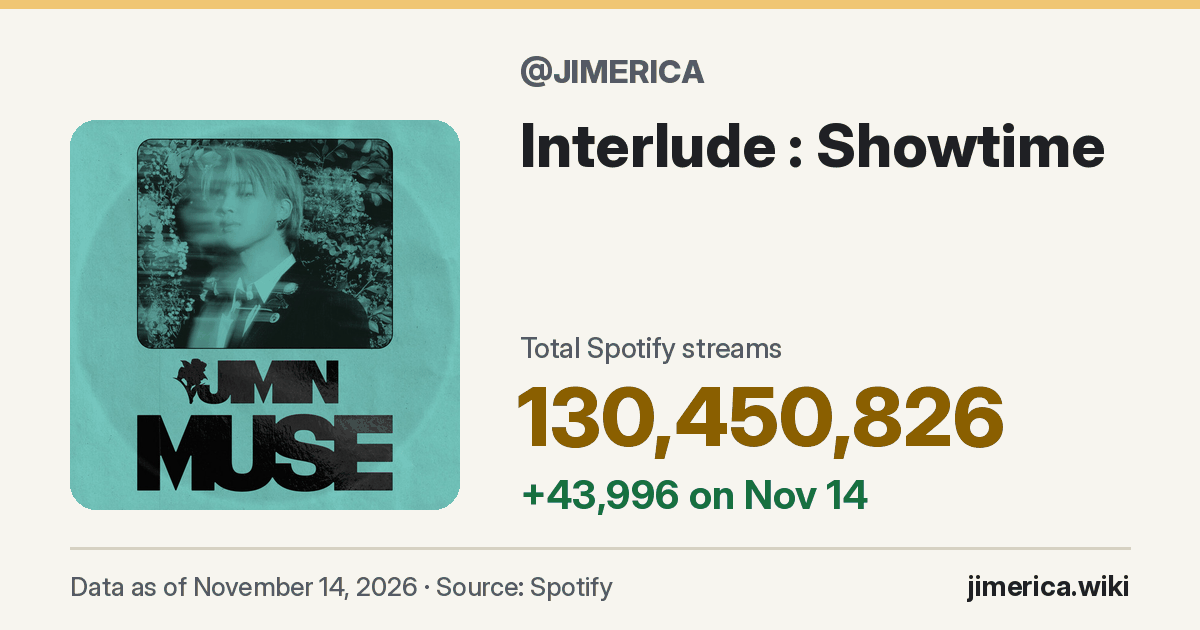 @JIMERICA
Interlude : Showtime
JIMIN
MUSE
Total Spotify streams
130,450,826
+43,996 on Nov 14
Data as of November 14, 2026 · Source: Spotify
jimerica.wiki